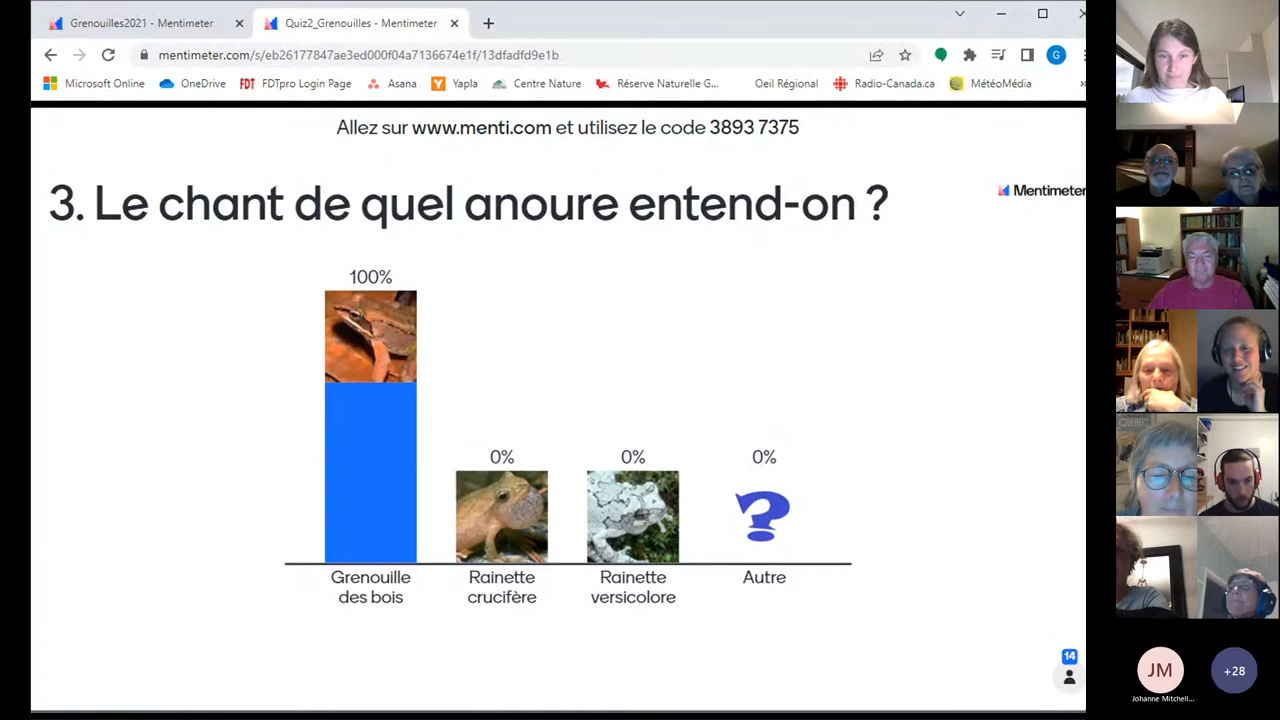 Grenouilles2021 - Mentimeter
Quiz2_Grenouilles - Mentimeter
mentimeter.com/s/eb26177847ae3ed000f04a7136674e1f/13dfadfd9e1b
G
Microsoft Online
OneDrive
FDT FDTpro Login Page
Asana
Y Yapla
Centre Nature
Réserve Naturelle G...
Oeil Régional
Radio-Canada.ca
MétéoMédia
»
Allez sur www.menti.com et utilisez le code 3893 7375
3. Le chant de quel anoure entend-on ?
Mentimeter
100%
0%
0%
0%
?
Grenouille
des bois
Rainette
crucifère
Rainette
versicolore
Autre
14
QUÉBEC
JM
+28
Johanne Mitchell...